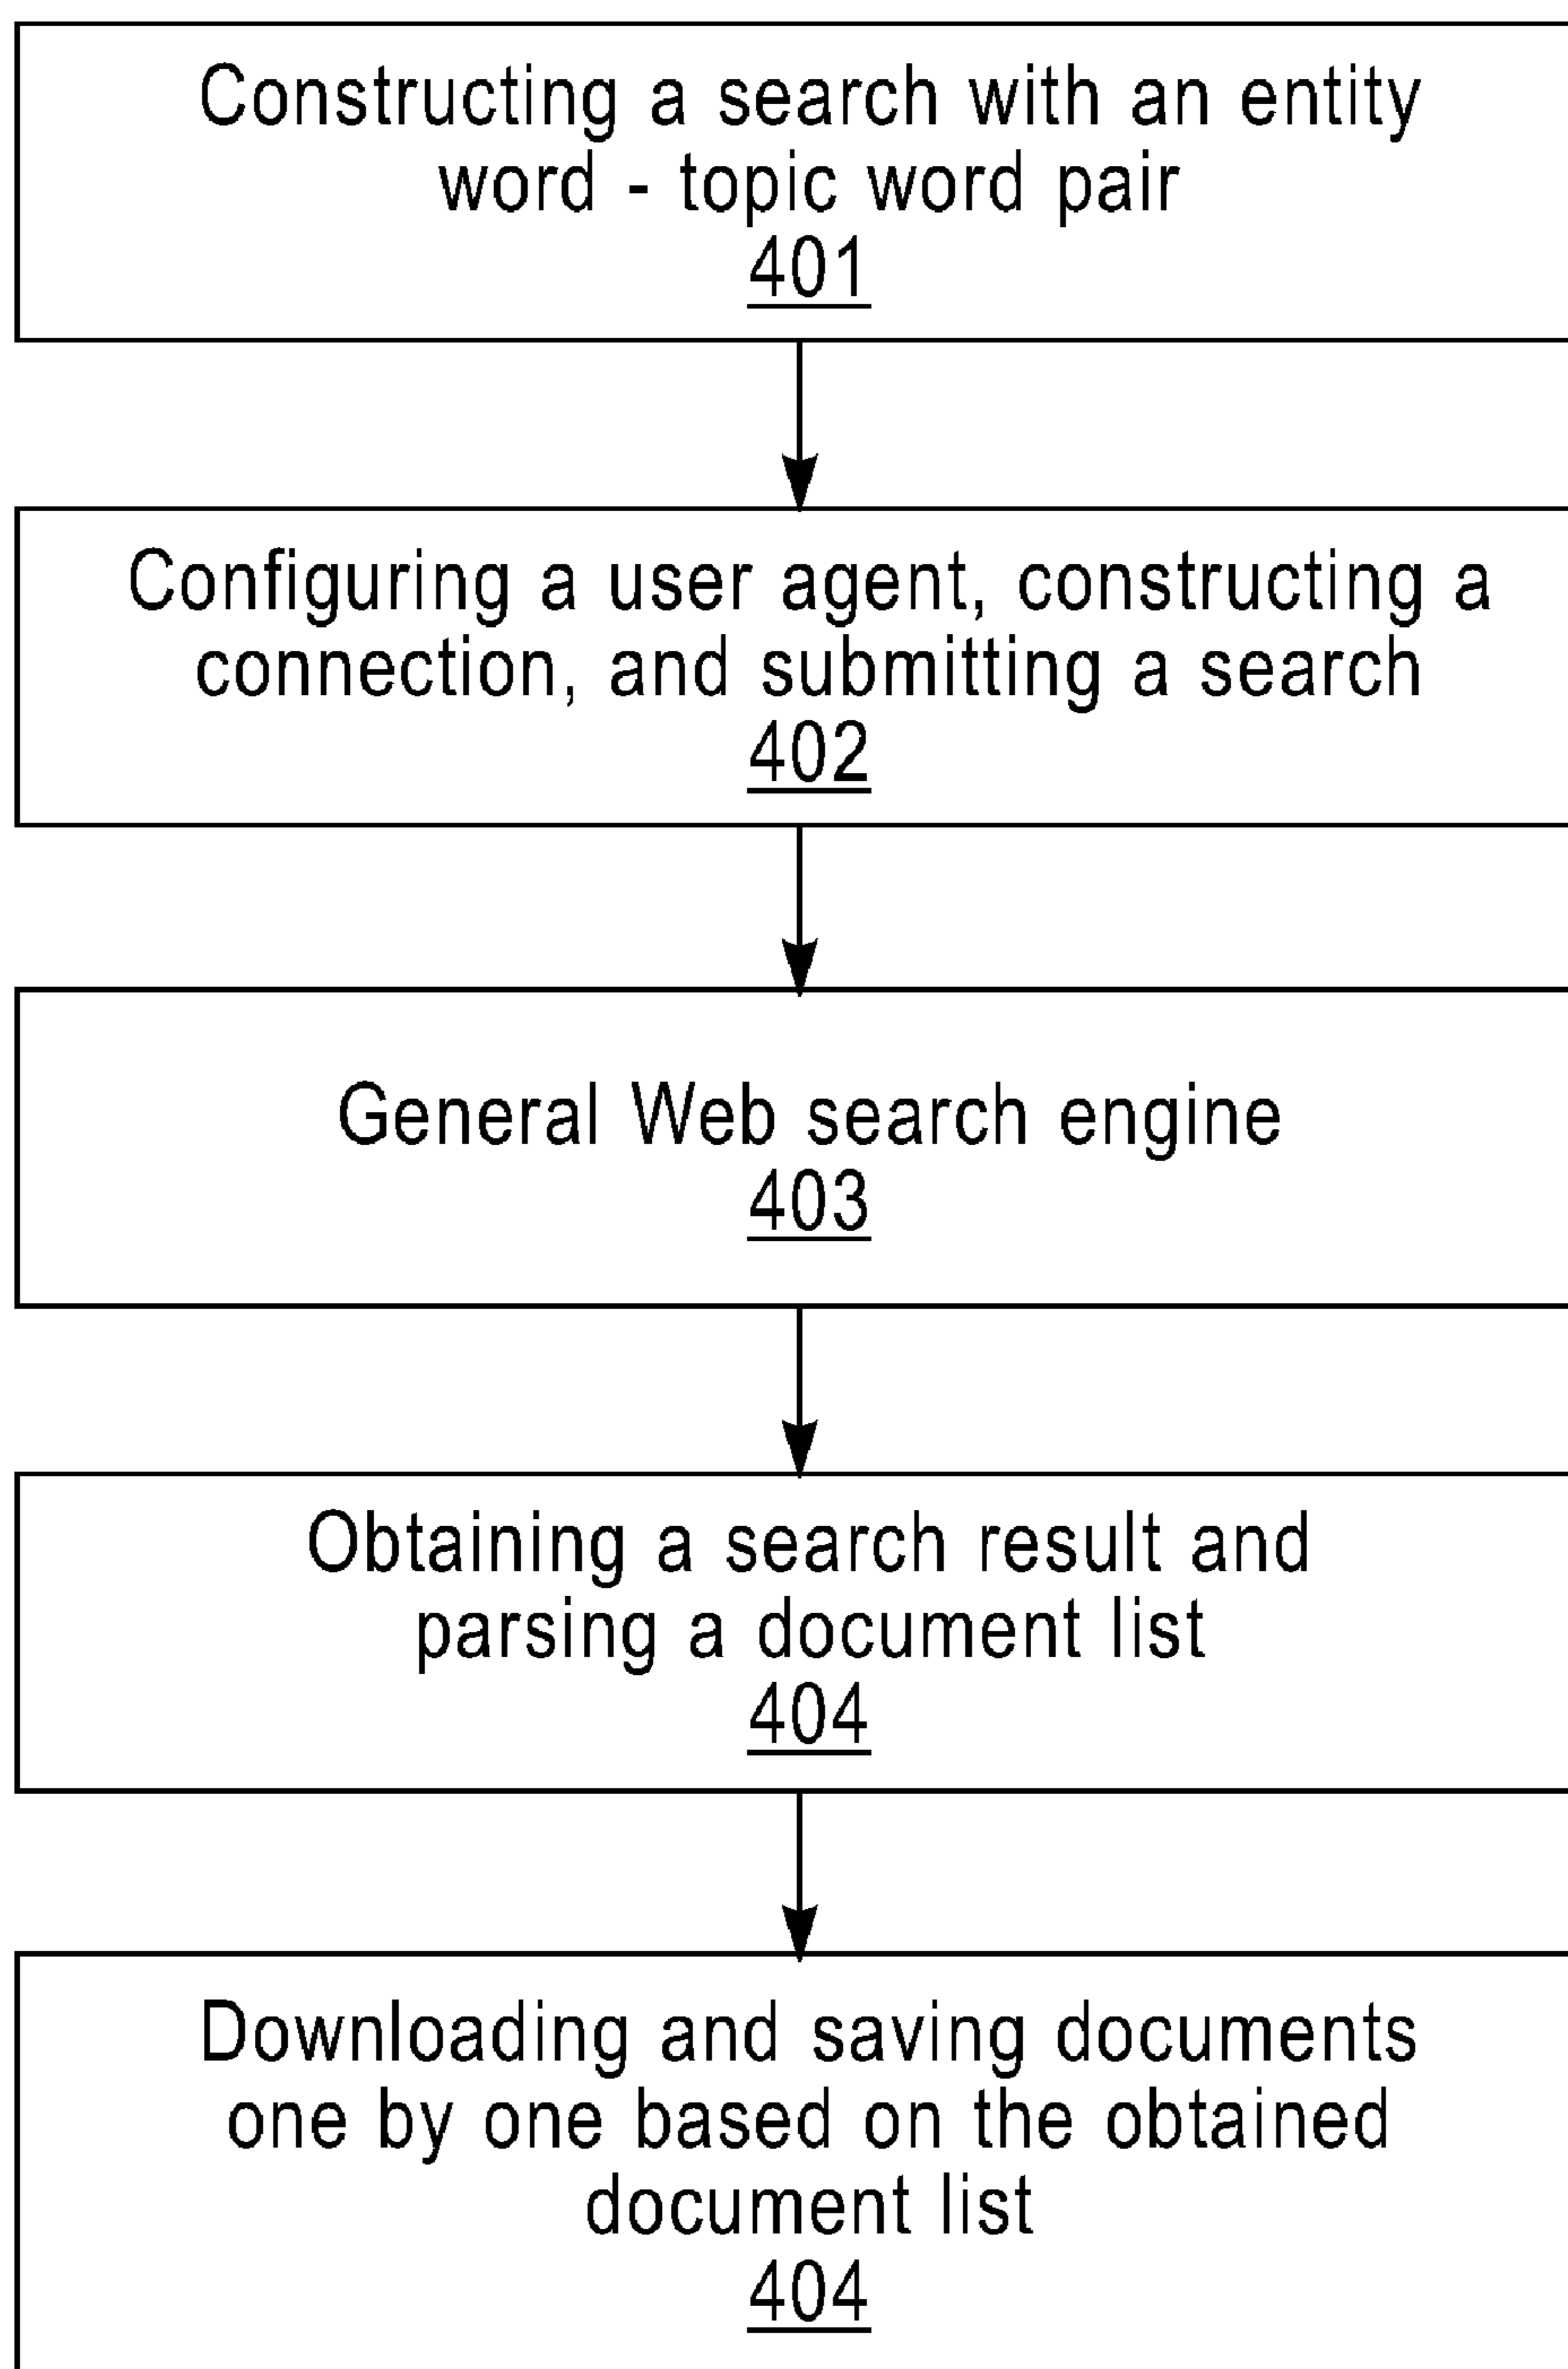 Constructing a search with an entity
word - topic word pair
401
Configuring a user agent, constructing a
connection, and submitting a search
402
General Web search engine
403
Obtaining a search result and
parsing a document list
404
Downloading and saving documents
one by one based on the obtained
document list
404